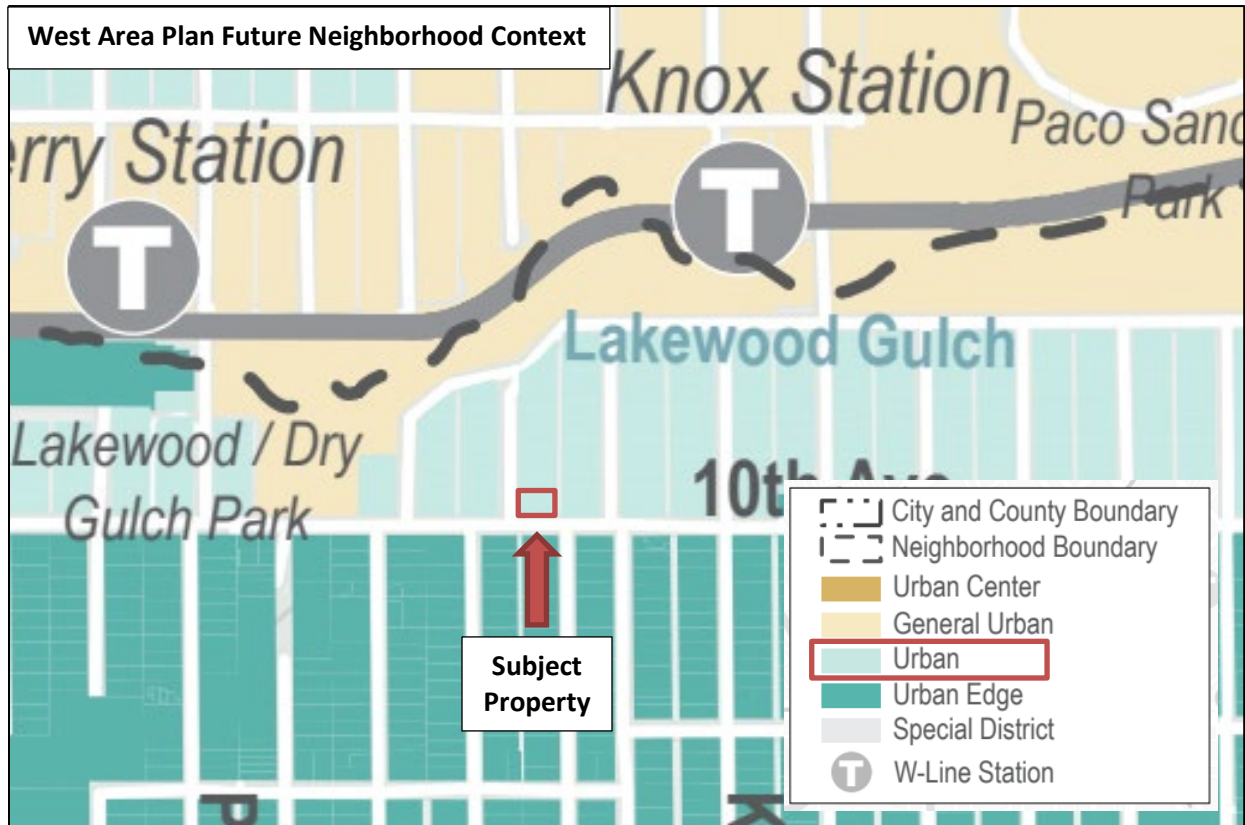 West Area Plan Future Neighborhood Context
Knox Station
Paco Sand
Park
erry Station
T
T
Lakewood Gulch
Lakewood / Dry
Gulch Park
10th Ave
Subject
Property
City and County Boundary
Neighborhood Boundary
Urban Center
General Urban
Urban
Urban Edge
Special District
T W-Line Station
P
K